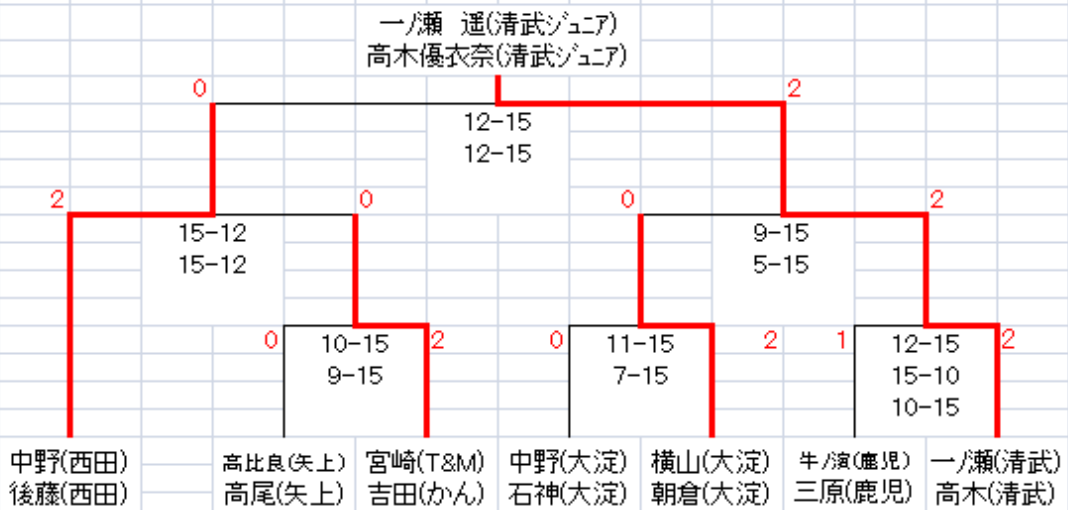 一ノ瀬 遥(清武ジュニア)
高木優衣奈(清武ジュニア)
0
2
12-15
12-15
2
0
0
2
15-12
15-12
9-15
5-15
0
10-15
9-15
2
0
11-15
7-15
2
1
12-15
15-10
10-15
2
中野(西田)
後藤(西田)
高比良(矢上)
高尾(矢上)
宮崎(T&M)
吉田(かん)
中野(大淀)
石神(大淀)
横山(大淀)
朝倉(大淀)
牛ノ濱(鹿児)
三原(鹿児)
一ノ瀬(清武)
高木(清武)